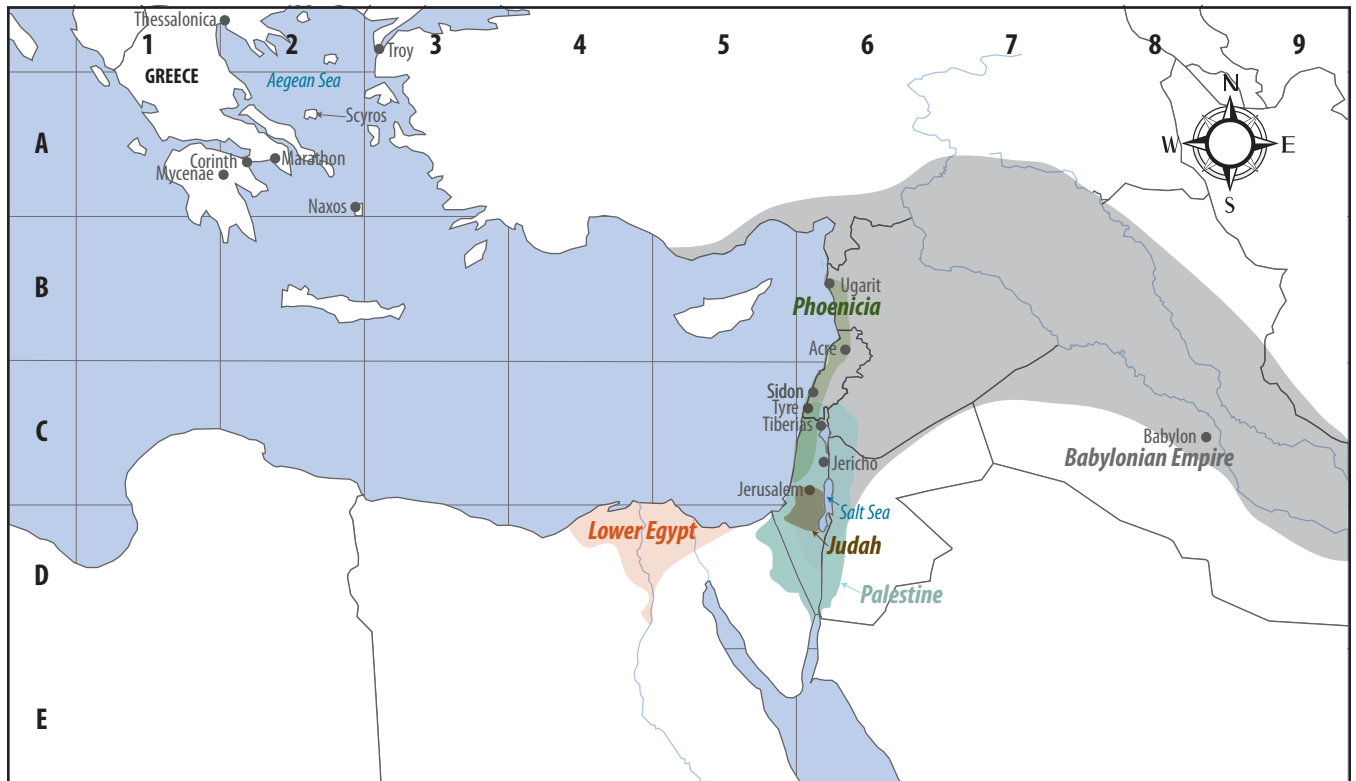 Thessalonica
1
2
3
4
5
6
7
8
9
Troy
GREECE
Aegean Sea
N
Scyros
A
W
E
Corinth
Marathon
Mycenae
S
Naxos
B
Ugarit
Phoenicia
Acre
Sidon
Tyre
Tiberias
C
Babylon
Babylonian Empire
Jericho
Jerusalem
Salt Sea
Lower Egypt
Judah
D
Palestine
E